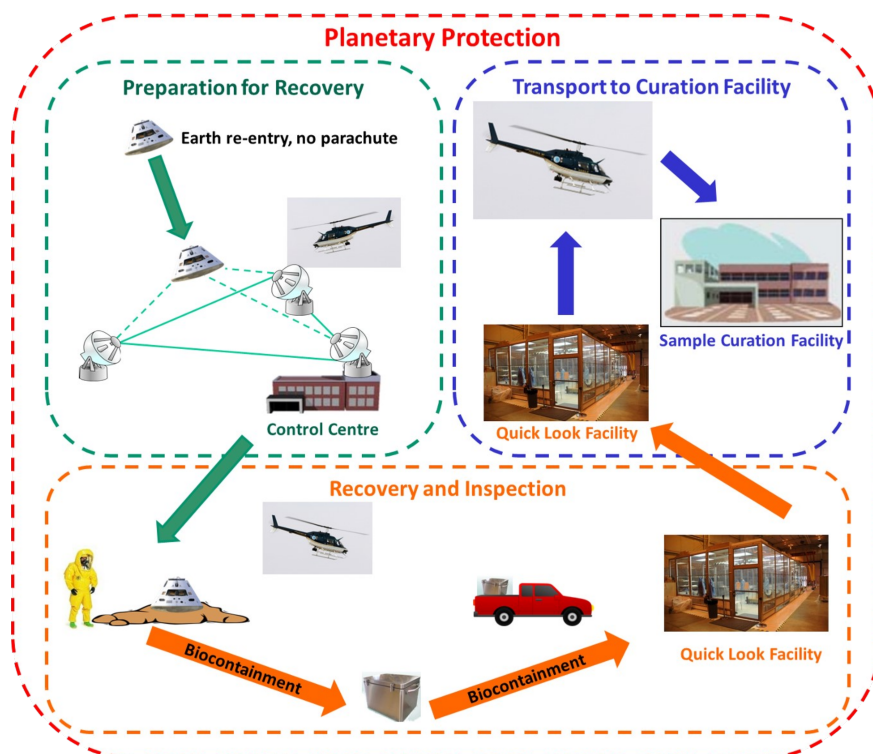 Planetary Protection
Preparation for Recovery
Earth re-entry, no parachute
Control Centre
Transport to Curation Facility
Sample Curation Facility
Quick Look Facility
Recovery and Inspection
Biocontainment
Biocontainment
Quick Look Facility